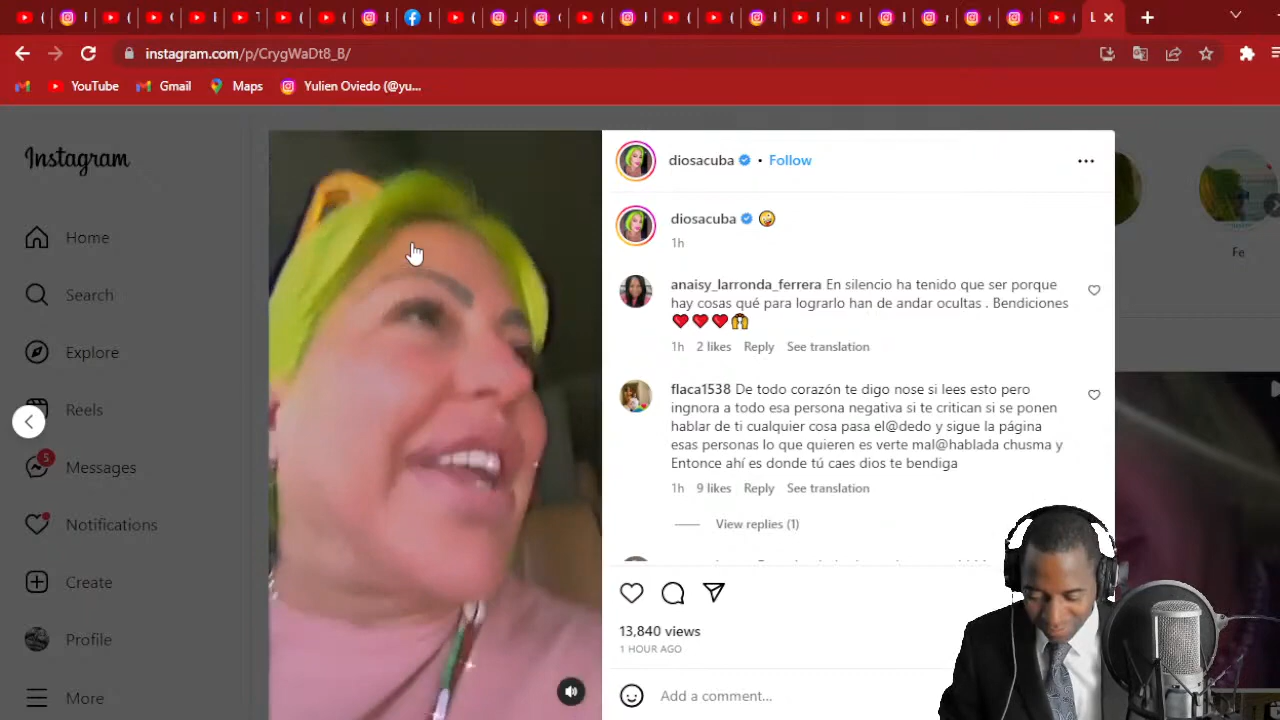 instagram.com/p/CrygWaDt8_B/
YouTube
Gmail
Maps
Yulien Oviedo (@yu...
Instagram
Home
Search
Explore
Reels
5
Messages
Notifications
Create
Profile
More
diosacuba • Follow
diosacuba
1h
anaisy_larronda_ferrera En silencio ha tenido que ser porque
hay cosas qué para lograrlo han de andar ocultas . Bendiciones
1h 2 likes Reply See translation
flaca1538 De todo corazón te digo nose si lees esto pero
ingnora a todo esa persona negativa si te critican si se ponen
hablar de ti cualquier cosa pasa el@dedo y sigue la página
esas personas lo que quieren es verte mal@hablada chusma y
Entonce ahí es donde tú caes dios te bendiga
1h 9 likes Reply See translation
View replies (1)
13,840 views
1 HOUR AGO
Add a comment...
Fe